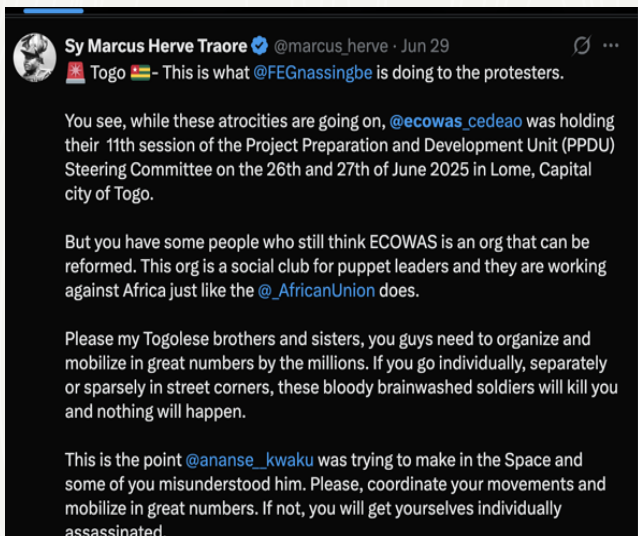 Sy Marcus Herve Traore @marcus_herve · Jun 29
🚨 Togo 🇹🇬- This is what @FEGnassingbe is doing to the protesters.
You see, while these atrocities are going on, @ecowas_cedeao was holding
their 11th session of the Project Preparation and Development Unit (PPDU)
Steering Committee on the 26th and 27th of June 2025 in Lome, Capital
city of Togo.
But you have some people who still think ECOWAS is an org that can be
reformed. This org is a social club for puppet leaders and they are working
against Africa just like the @_AfricanUnion does.
Please my Togolese brothers and sisters, you guys need to organize and
mobilize in great numbers by the millions. If you go individually, separately
or sparsely in street corners, these bloody brainwashed soldiers will kill you
and nothing will happen.
This is the point @ananse__kwaku was trying to make in the Space and
some of you misunderstood him. Please, coordinate your movements and
mobilize in great numbers. If not, you will get yourselves individually
assassinated